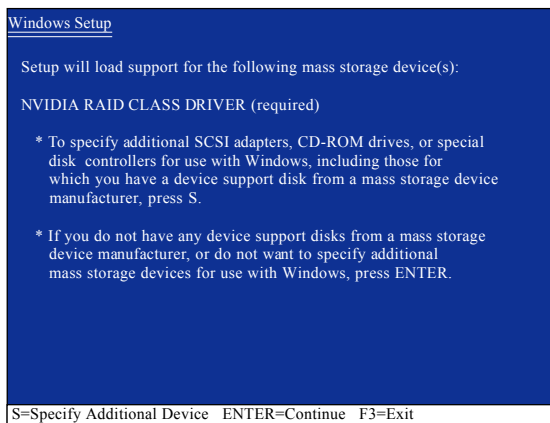 Windows Setup
Setup will load support for the following mass storage device(s):
NVIDIA RAID CLASS DRIVER (required)
* To specify additional SCSI adapters, CD-ROM drives, or special
disk controllers for use with Windows, including those for
which you have a device support disk from a mass storage device
manufacturer, press S.
* If you do not have any device support disks from a mass storage
device manufacturer, or do not want to specify additional
mass storage devices for use with Windows, press ENTER.
S=Specify Additional Device ENTER=Continue F3=Exit